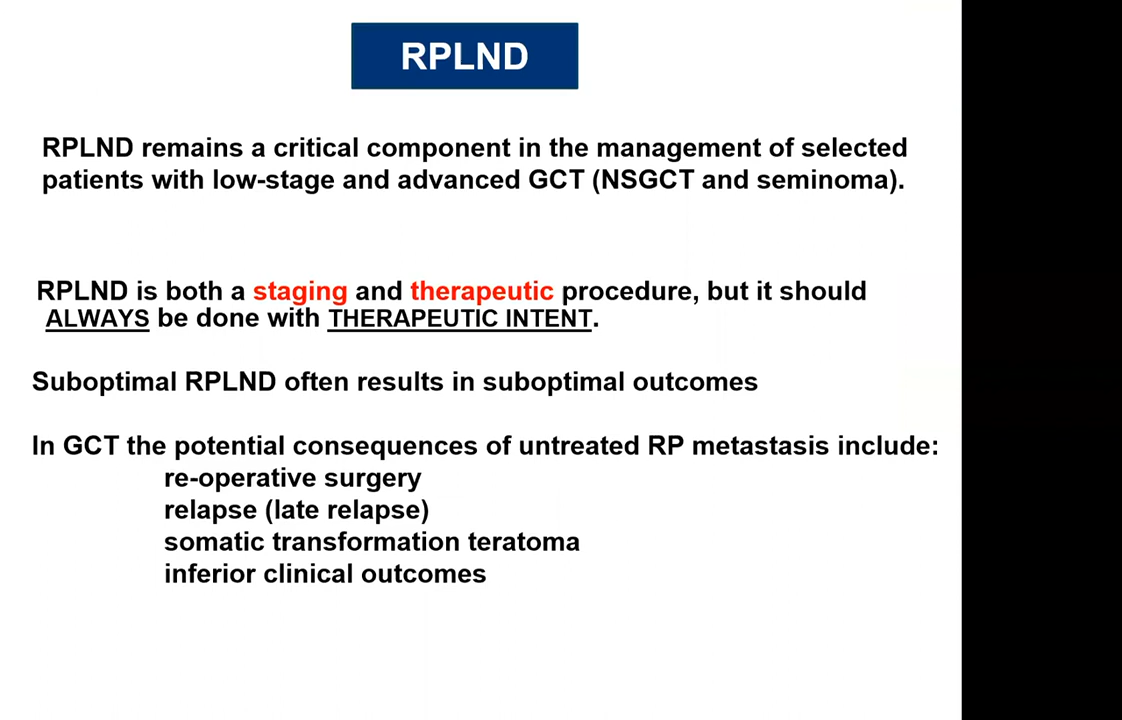 RPLND
RPLND remains a critical component in the management of selected
patients with low-stage and advanced GCT (NSGCT and seminoma).
RPLND is both a staging and therapeutic procedure, but it should
ALWAYS be done with THERAPEUTIC INTENT.
Suboptimal RPLND often results in suboptimal outcomes
In GCT the potential consequences of untreated RP metastasis include:
re-operative surgery
relapse (late relapse)
somatic transformation teratoma
inferior clinical outcomes